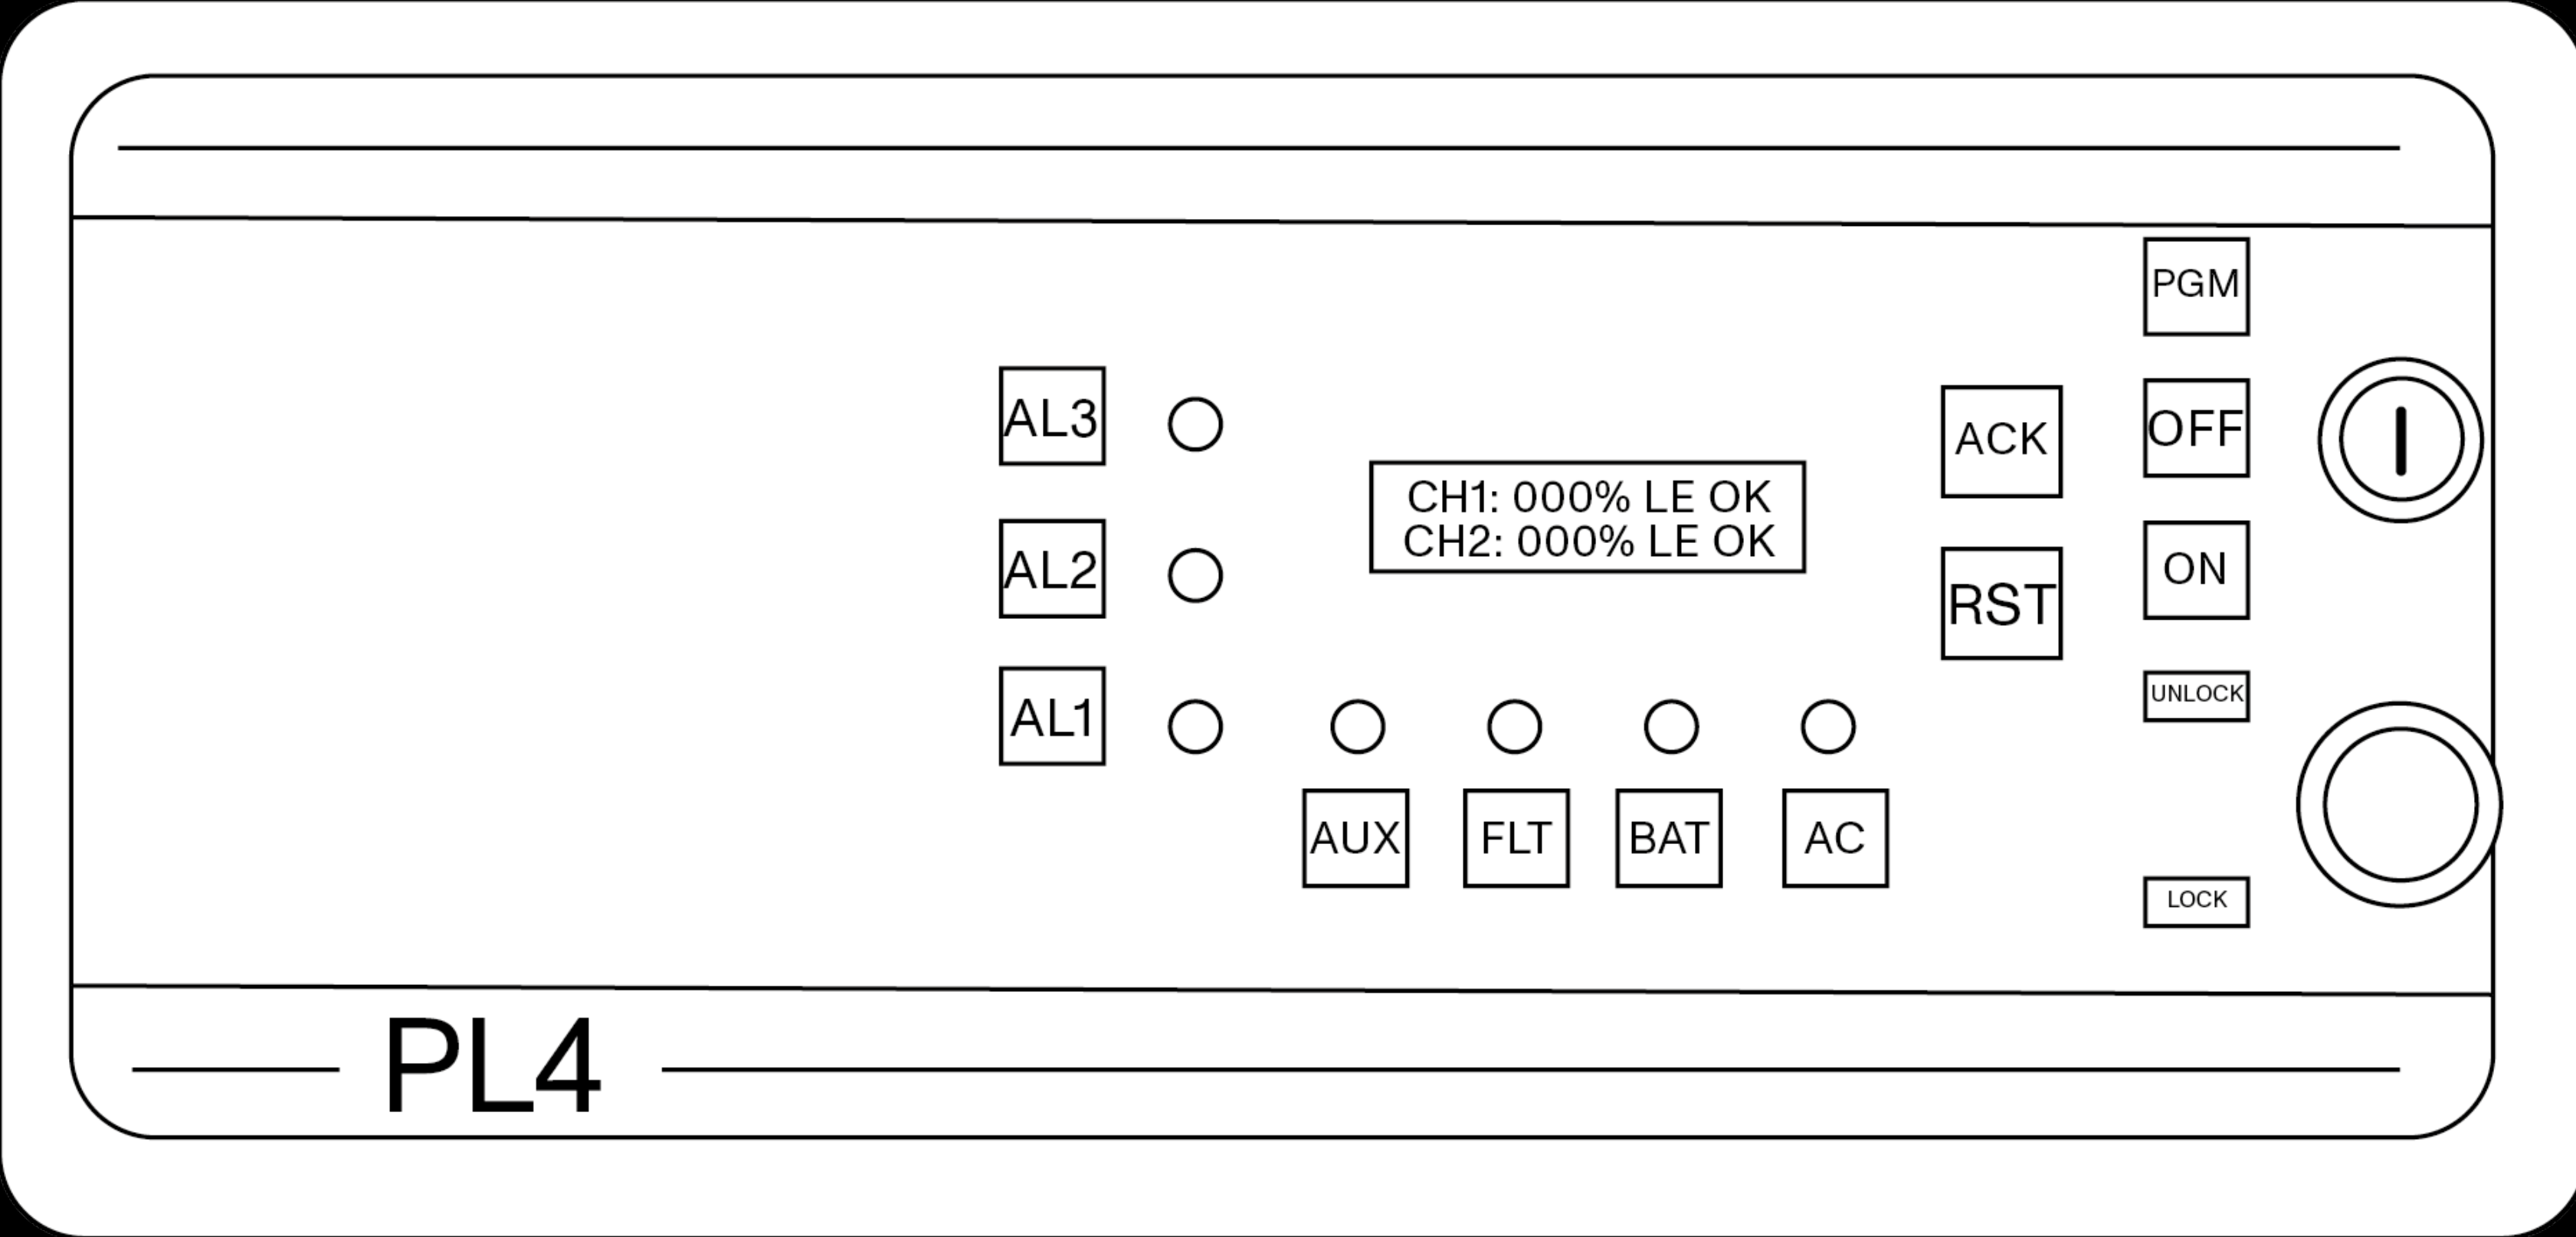 PGM
AL3
ACK
OFF
CH1: 000% LE OK
CH2: 000% LE OK
AL2
RST
ON
AL1
UNLOCK
AUX
FLT
BAT
AC
LOCK
PL4